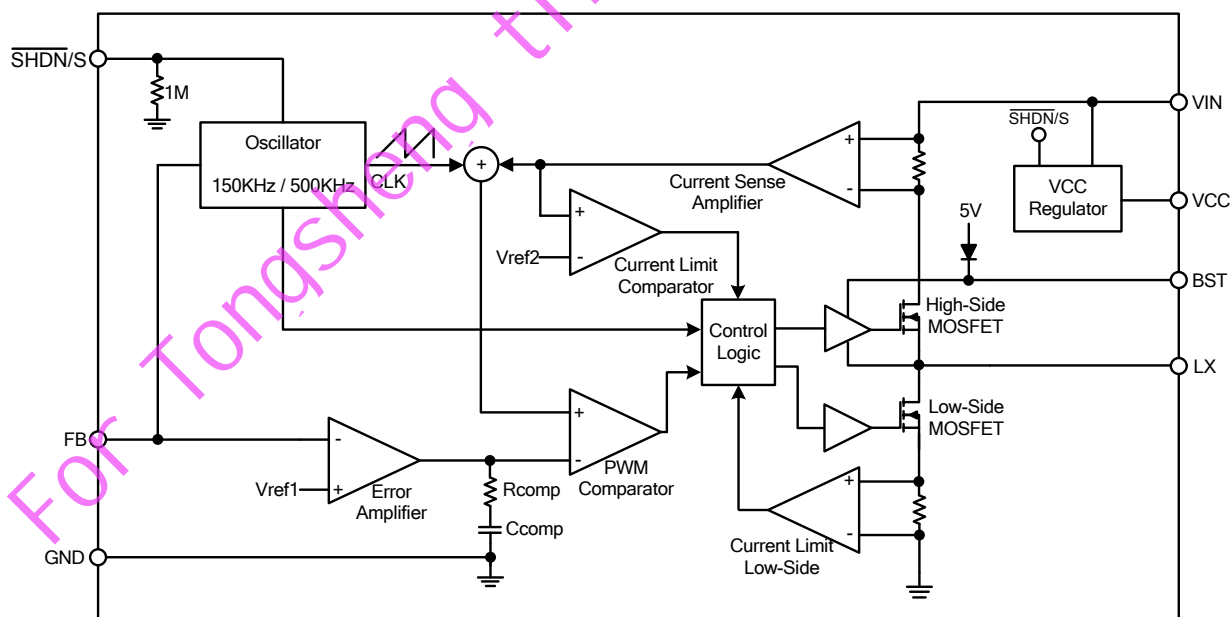 SHDN/S
1M
Oscillator
150KHz / 500KHz
CLK
+
+
-
Current Sense
Amplifier
VIN
SHDN/S
VCC
Regulator
VCC
5V
+
-
Vref2
Current Limit
Comparator
BST
High-Side
MOSFET
Control
Logic
LX
Low-Side
MOSFET
+
-
PWM
Comparator
FB
-
+
Vref1
Error
Amplifier
Rcomp
Ccomp
+
-
Current Limit
Low-Side
GND
For Tongsheng